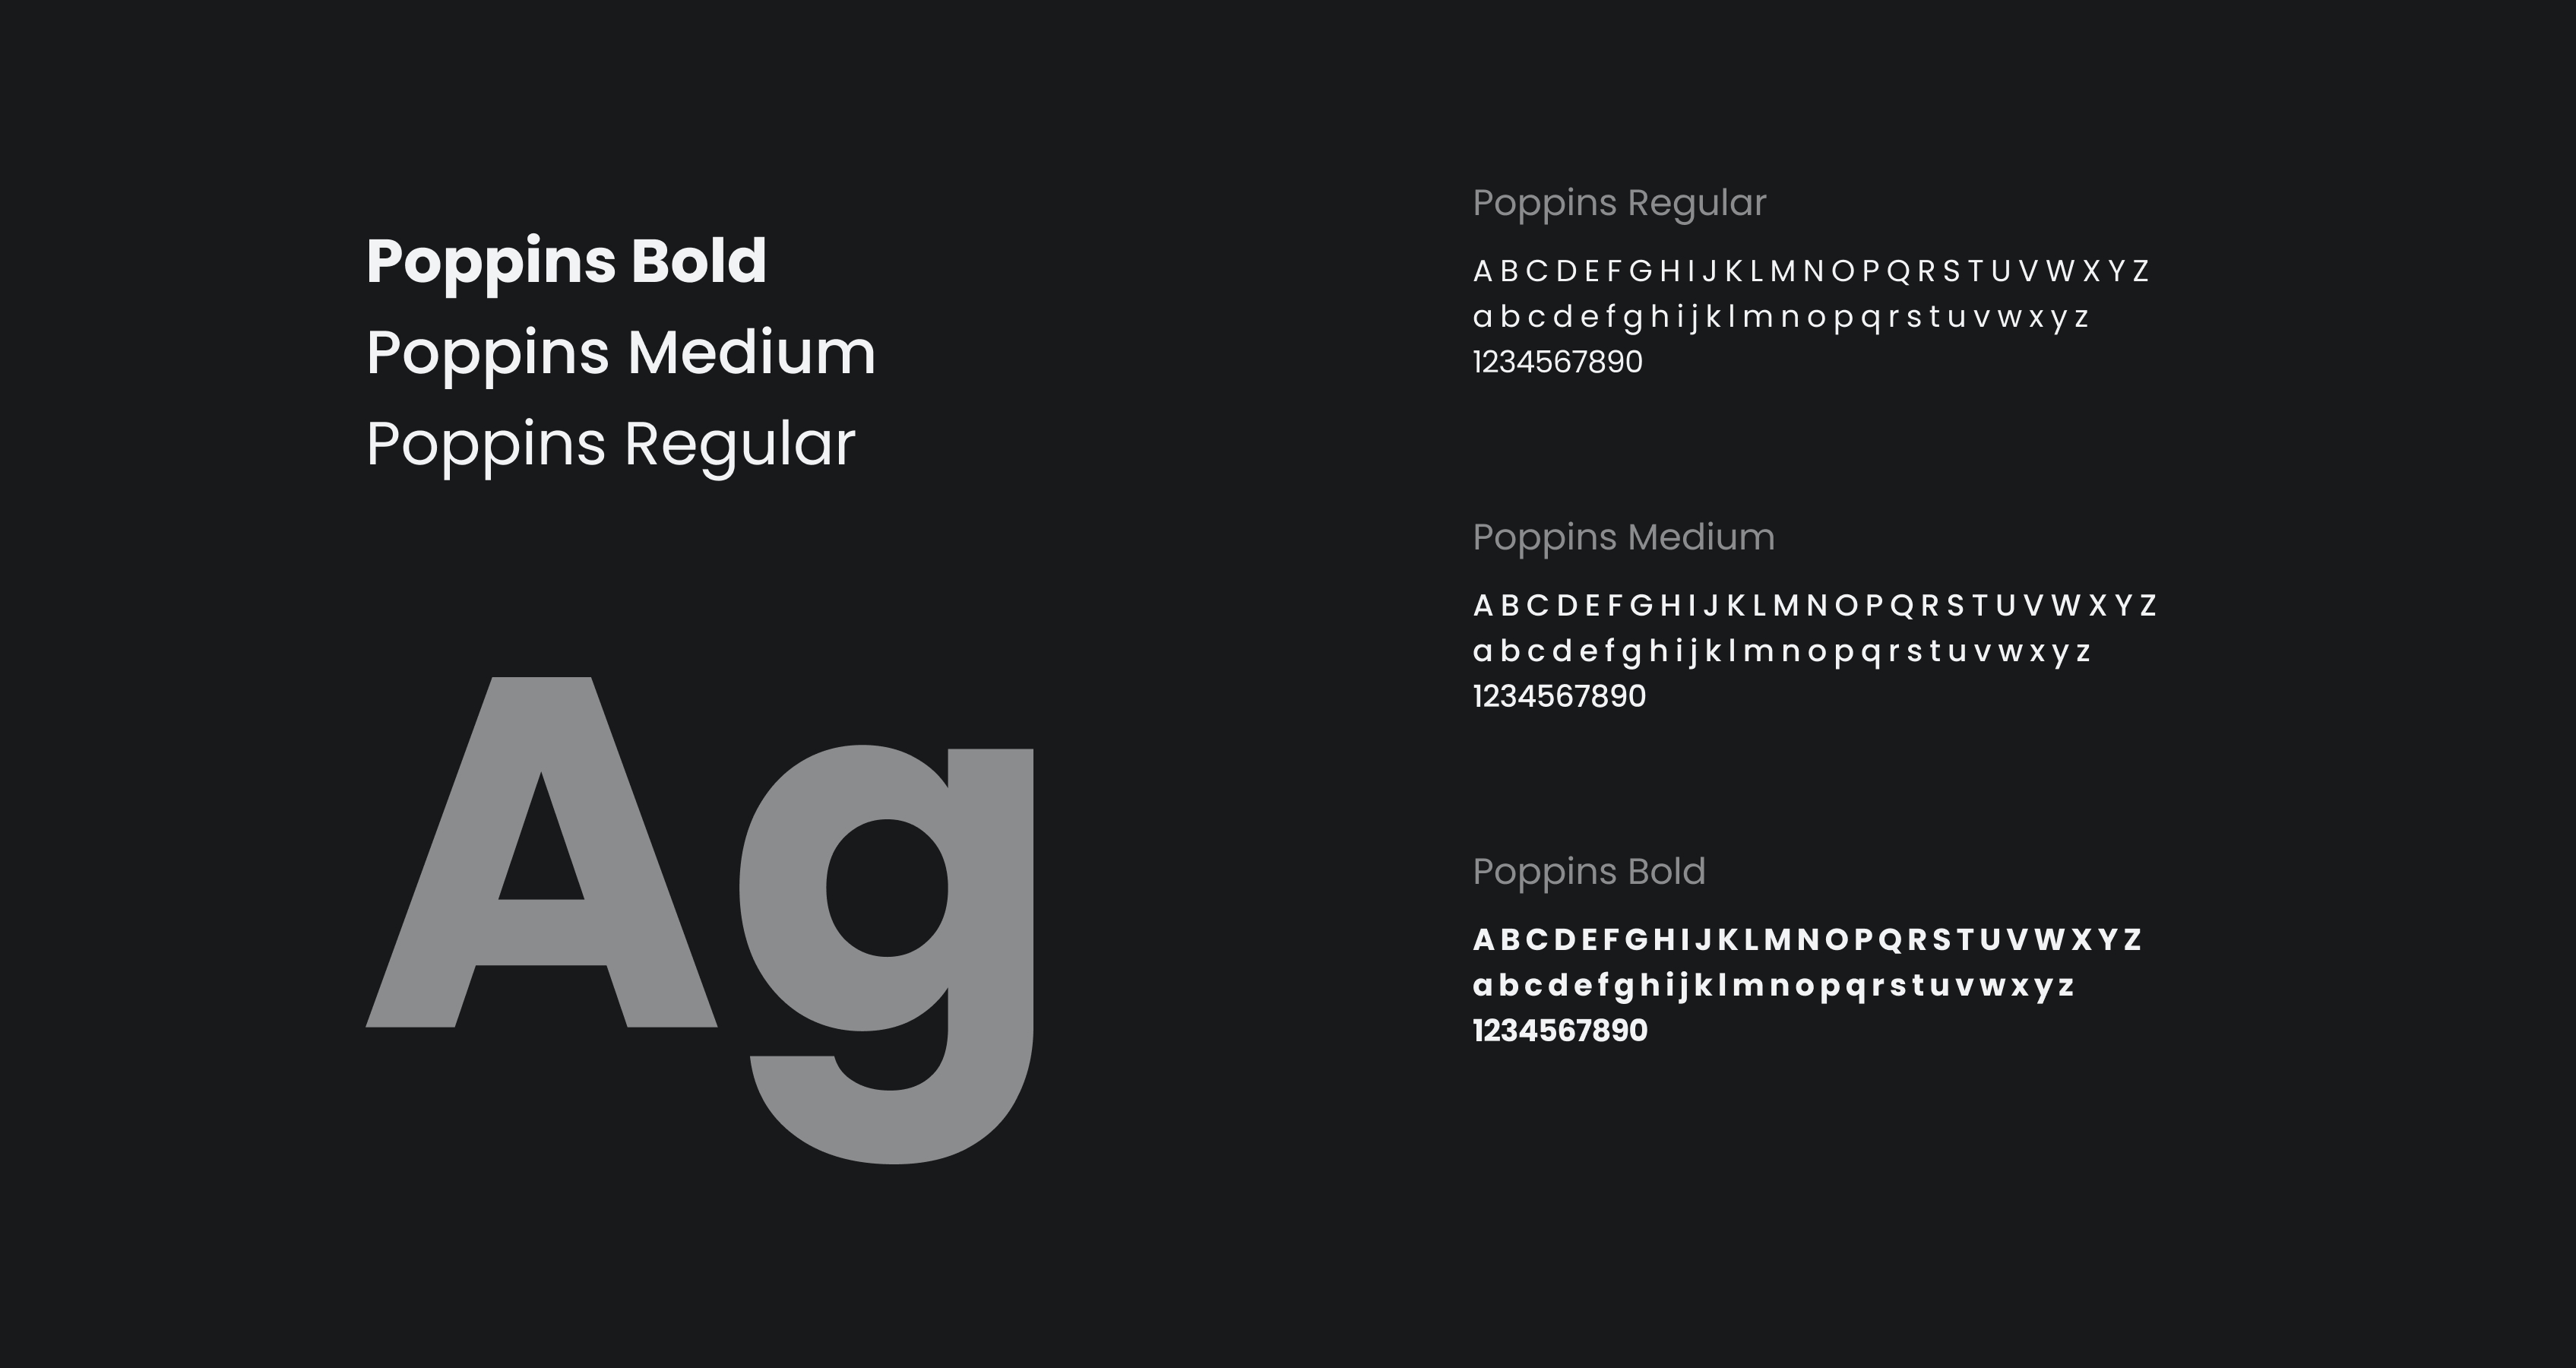 Poppins Bold
Poppins Medium
Poppins Regular
Ag
Poppins Regular
A B C D E F G H I J K L M N O P Q R S T U V W X Y Z
a b c d e f g h i j k l m n o p q r s t u v w x y z
1234567890
Poppins Medium
A B C D E F G H I J K L M N O P Q R S T U V W X Y Z
a b c d e f g h i j k l m n o p q r s t u v w x y z
1234567890
Poppins Bold
A B C D E F G H I J K L M N O P Q R S T U V W X Y Z
a b c d e f g h i j k l m n o p q r s t u v w x y z
1234567890